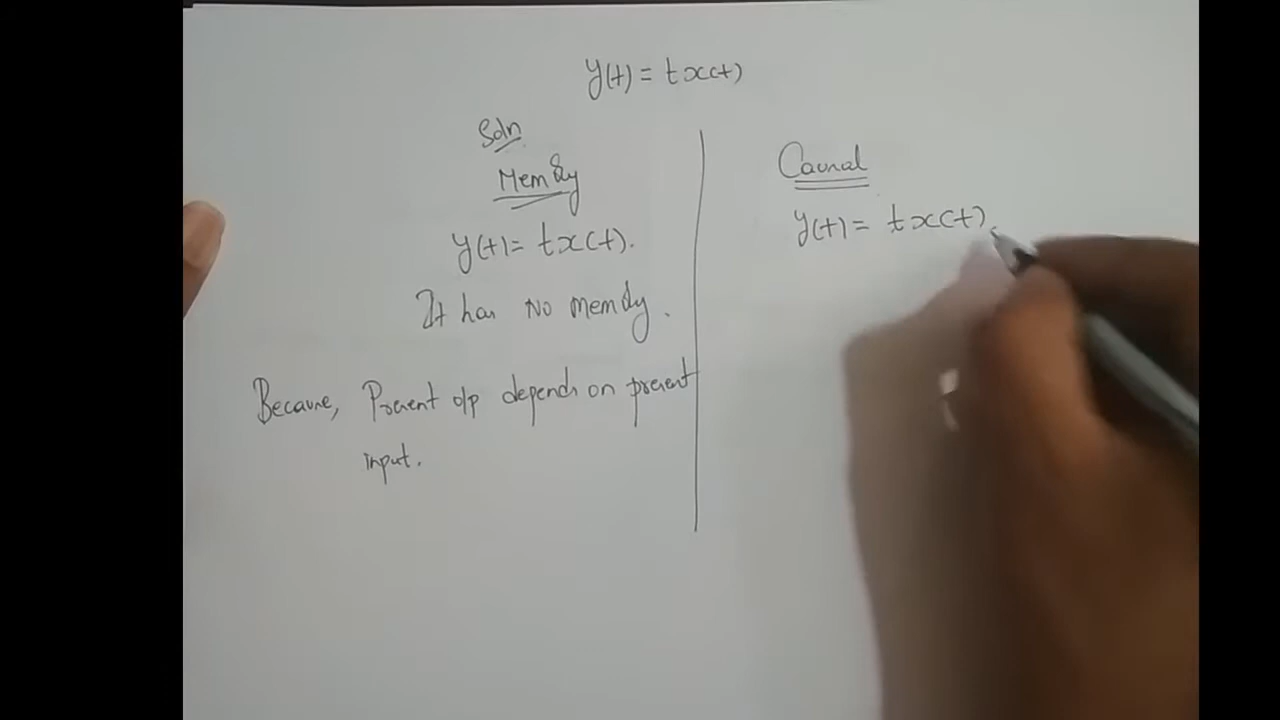 y(t) = tx(t)
Soln
Memory
y(t) = tx(t).
It has No memory.
Because, Present o/p depends on present
input.
Causal
y(t) = tx(t)